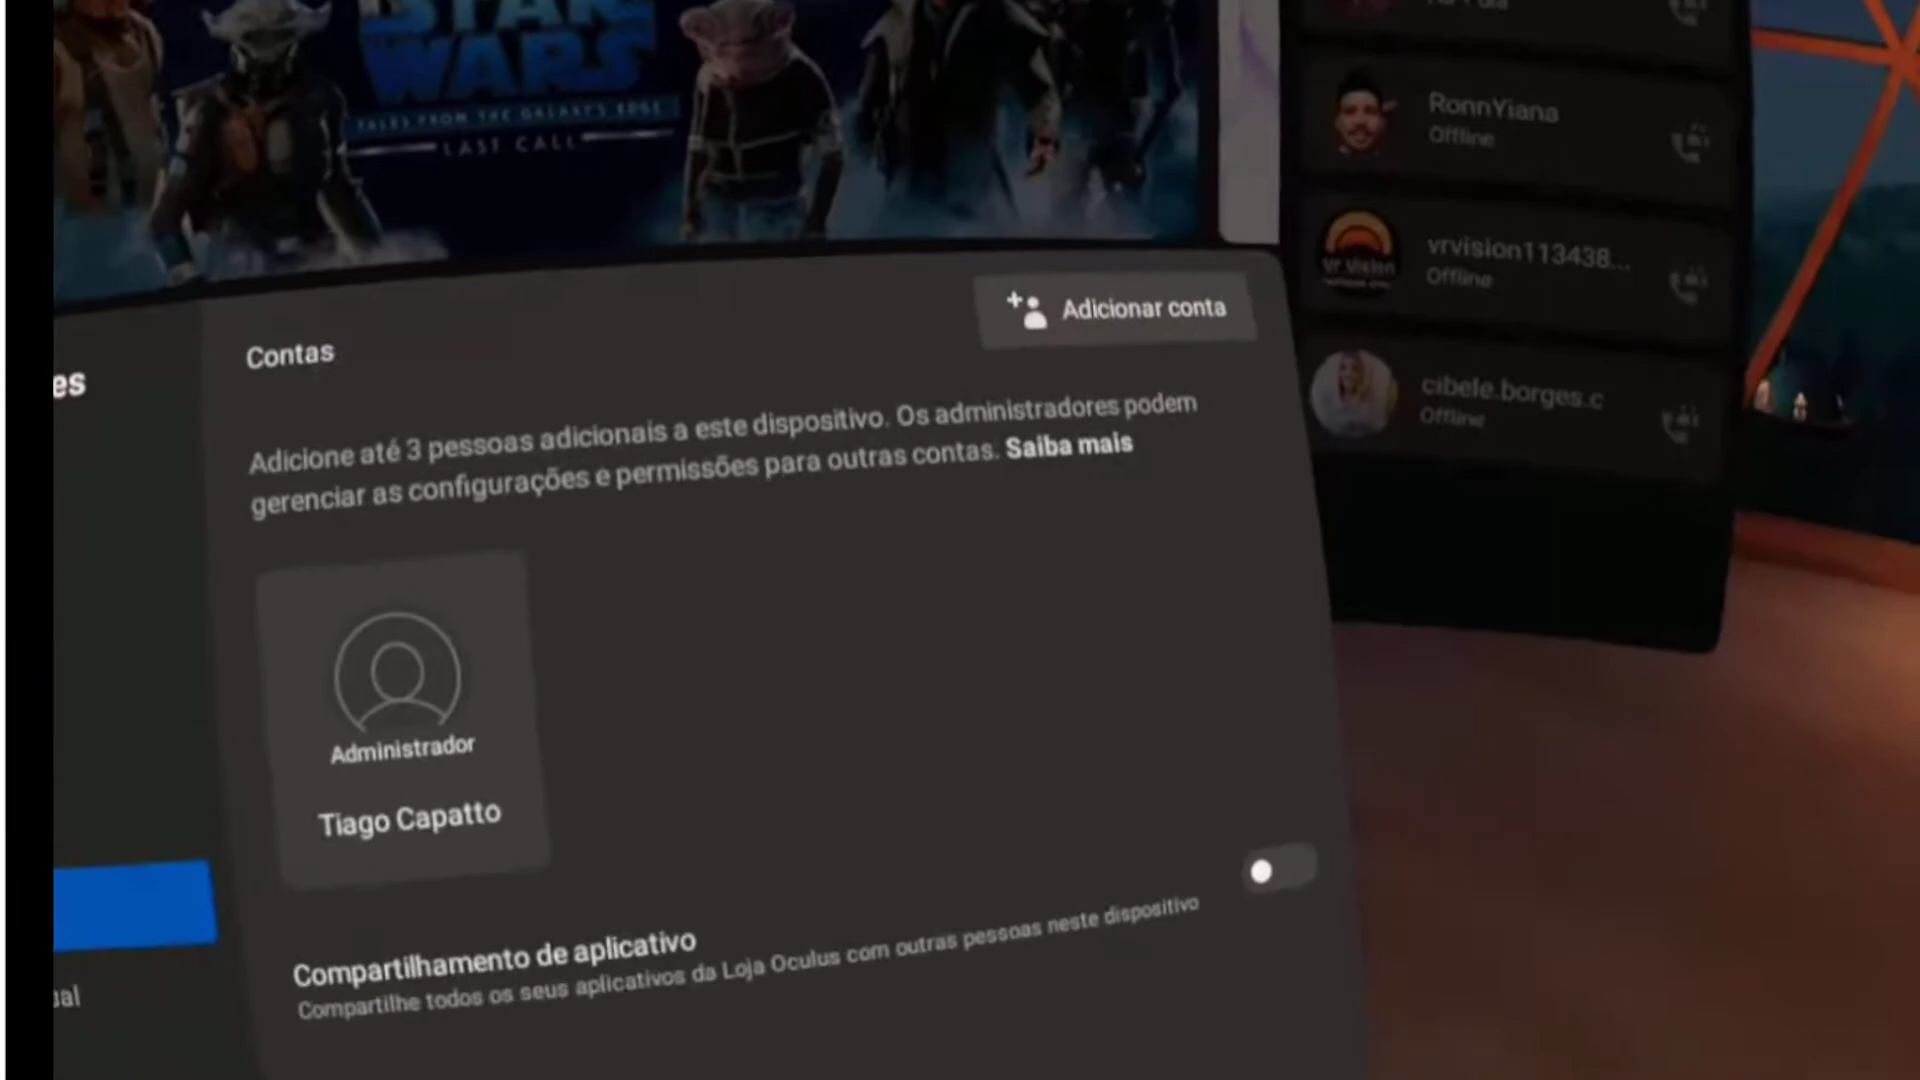 STAR
WARS
TALES FROM THE GALAXY'S EDGE
LAST CALL
RonnYiana
Offline
vrvision113438...
Offline
Vr Vision
cibele.borges.c
Offline
es
Contas
Adicionar conta
Adicione até 3 pessoas adicionais a este dispositivo. Os administradores podem
gerenciar as configurações e permissões para outras contas. Saiba mais
Administrador
Tiago Capatto
Compartilhamento de aplicativo
Compartilhe todos os seus aplicativos da Loja Oculus com outras pessoas neste dispositivo
ual